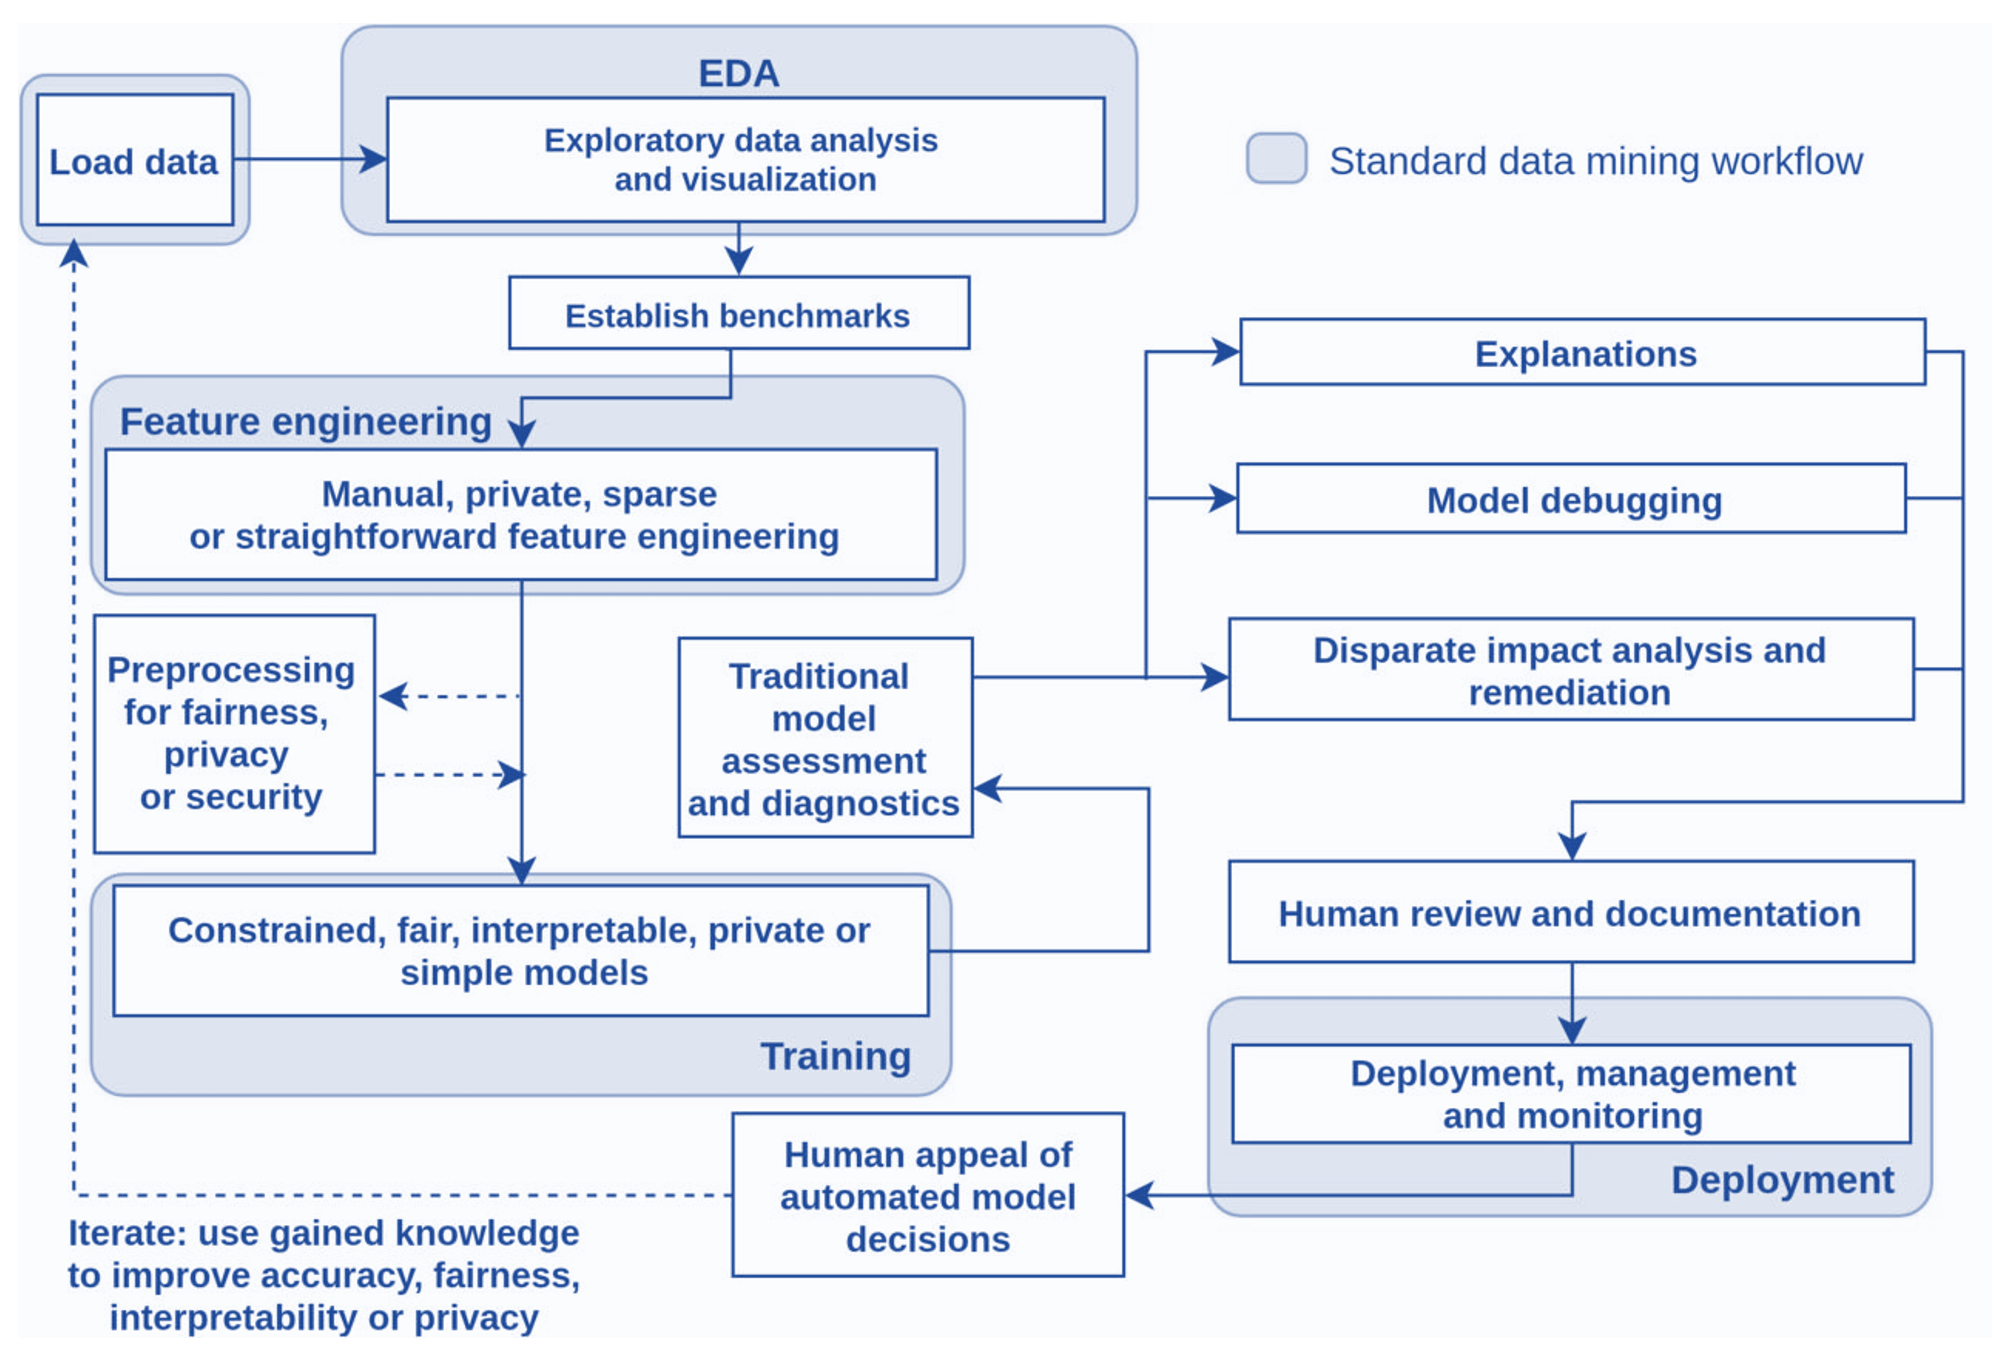 EDA
Load data
Exploratory data analysis
and visualization
Standard data mining workflow
Establish benchmarks
Explanations
Feature engineering
Manual, private, sparse
or straightforward feature engineering
Model debugging
Preprocessing
for fairness,
privacy
or security
Traditional
model
assessment
and diagnostics
Disparate impact analysis and
remediation
Constrained, fair, interpretable, private or
simple models
Training
Human review and documentation
Deployment, management
and monitoring
Deployment
Human appeal of
automated model
decisions
Iterate: use gained knowledge
to improve accuracy, fairness,
interpretability or privacy